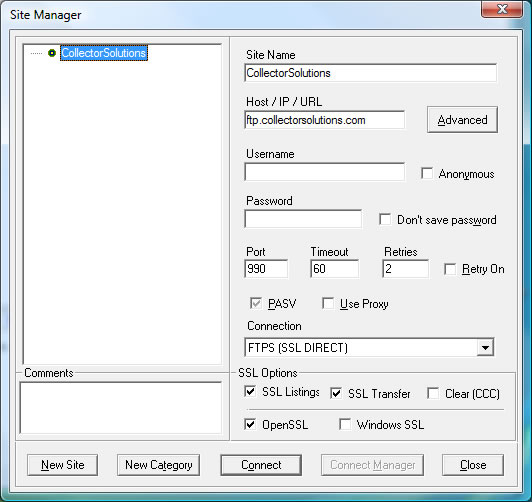 Site Manager
CollectorSolutions
Site Name
CollectorSolutions
Host / IP / URL
ftp.collectorsolutions.com
Advanced
Username
Anonymous
Password
Don't save password
Port Timeout Retries
990 60 2 Retry On
PASV Use Proxy
Connection
FTPS (SSL DIRECT)
Comments
SSL Options
SSL Listings SSL Transfer Clear (CCC)
OpenSSL Windows SSL
New Site New Category Connect Connect Manager Close